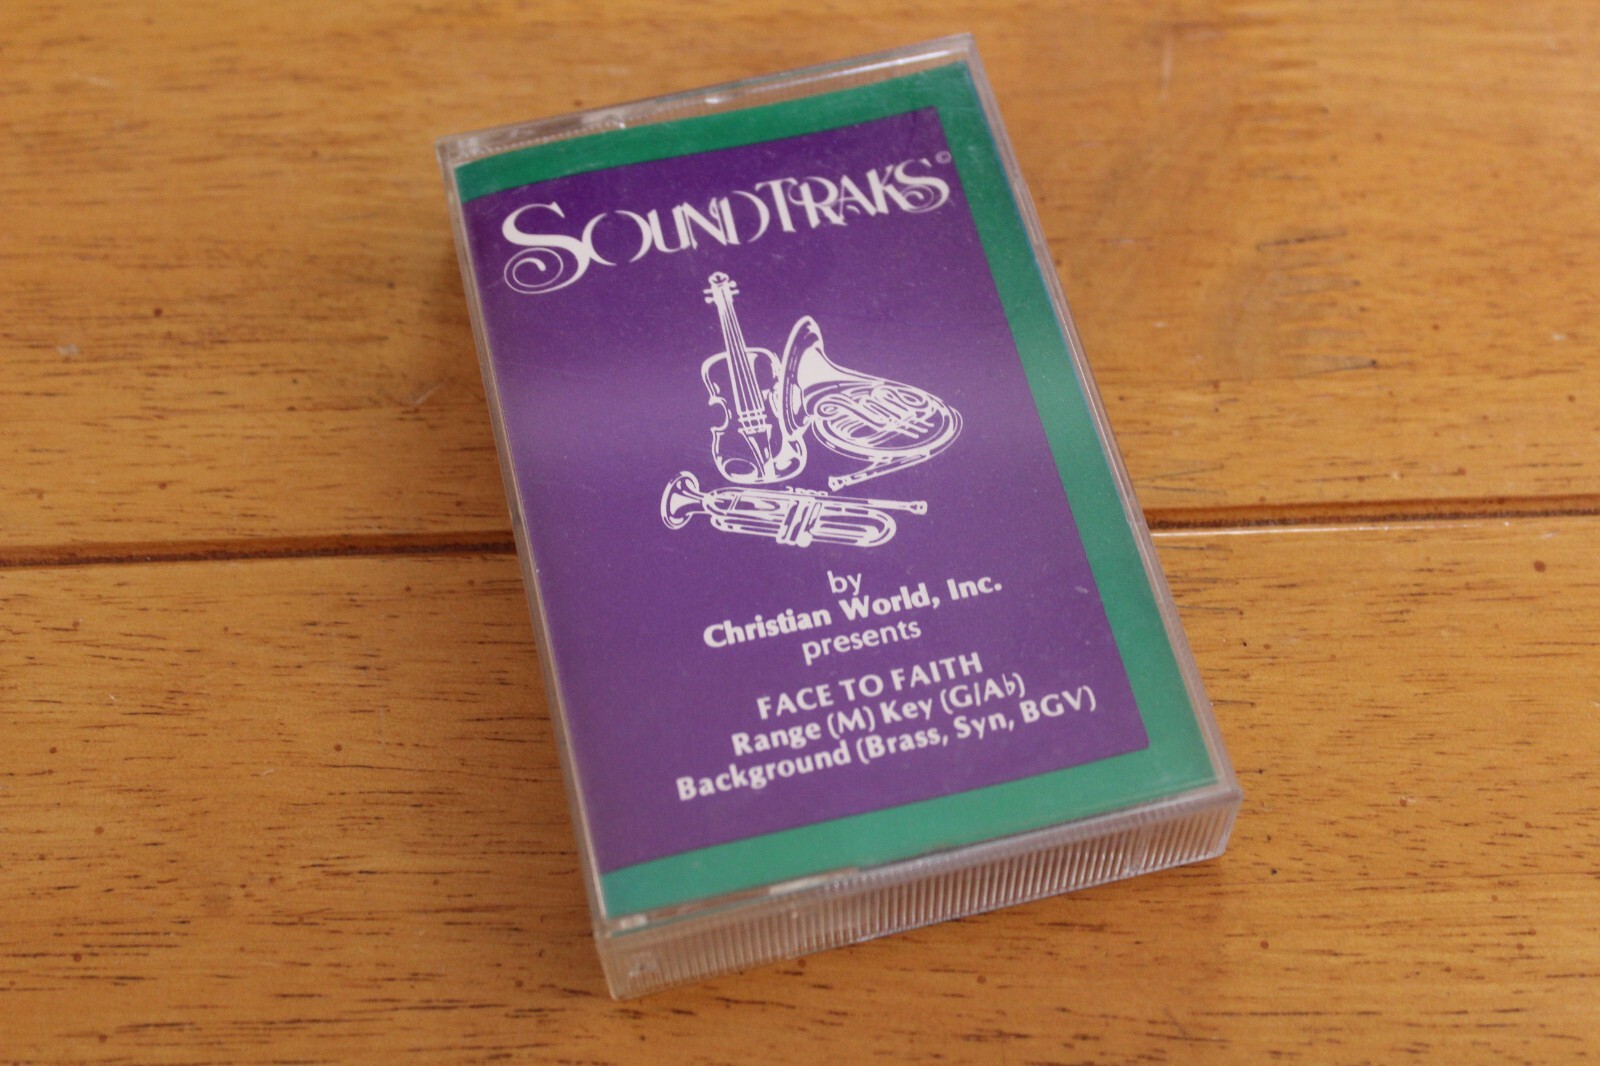 SOUNDTRAKS©
by
Christian World, Inc.
presents
FACE TO FAITH
Range (M) Key (G/A♭)
Background (Brass, Syn, BGV)